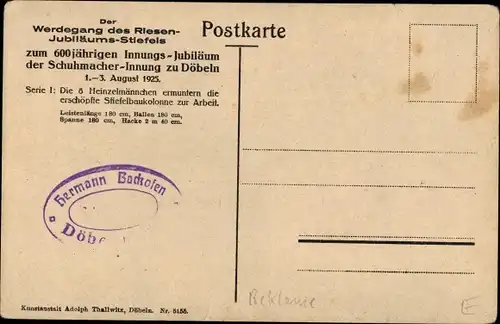 Der
Werdegang des Riesen-
Jubiläums-Stiefels
zum 600jährigen Innungs-Jubiläum
der Schuhmacher-Innung zu Döbeln
1.–3. August 1925.
Serie I: Die 8 Heinzelmännchen ermuntern die
erschöpfte Stiefelbaukolonne zur Arbeit.
Leistenlänge 180 cm, Ballen 180 cm,
Spanne 180 cm, Hacke 2 m 40 cm.
Postkarte
Hermann Backofen
Döbe
Reklame
E
Kunstanstalt Adolph Thallwitz, Döbeln. Nr. 5155.